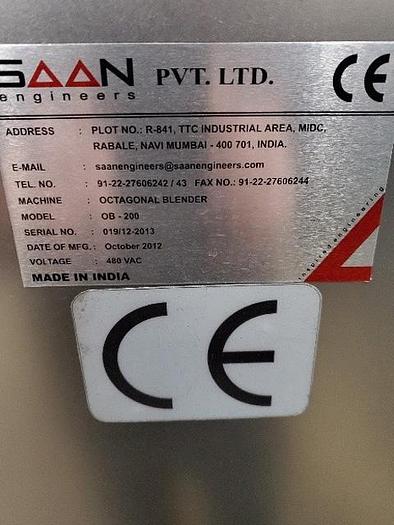 SAAN PVT. LTD. CE
engineers
ADDRESS : PLOT NO.: R-841, TTC INDUSTRIAL AREA, MIDC,
RABALE, NAVI MUMBAI - 400 701, INDIA.
E-MAIL : saanengineers@saanengineers.com
TEL. NO. : 91-22-27606242 / 43 FAX NO.: 91-22-27606244
MACHINE : OCTAGONAL BLENDER
MODEL : OB - 200
SERIAL NO. : 019/12-2013
DATE OF MFG.: October 2012
VOLTAGE : 480 VAC
MADE IN INDIA
inspired engineering
CE